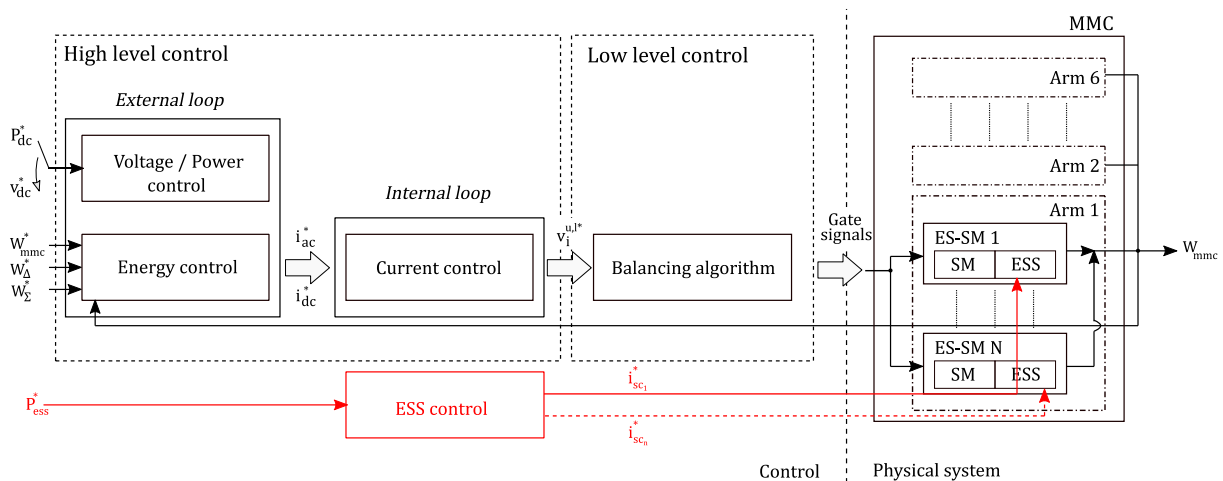 MMC
High level control
Low level control
External loop
Arm 6
P*dc
Voltage / Power
control
v*dc
Internal loop
Arm 2
Arm 1
Gate
signals
W*mmc
W*Δ
W*Σ
Energy control
i*ac
i*dc
Current control
v_i^u,l*
Balancing algorithm
ES-SM 1
SM
ESS
W_mmc
ES-SM N
SM
ESS
P*ess
ESS control
i*sc₁
i*scₙ
Control
Physical system